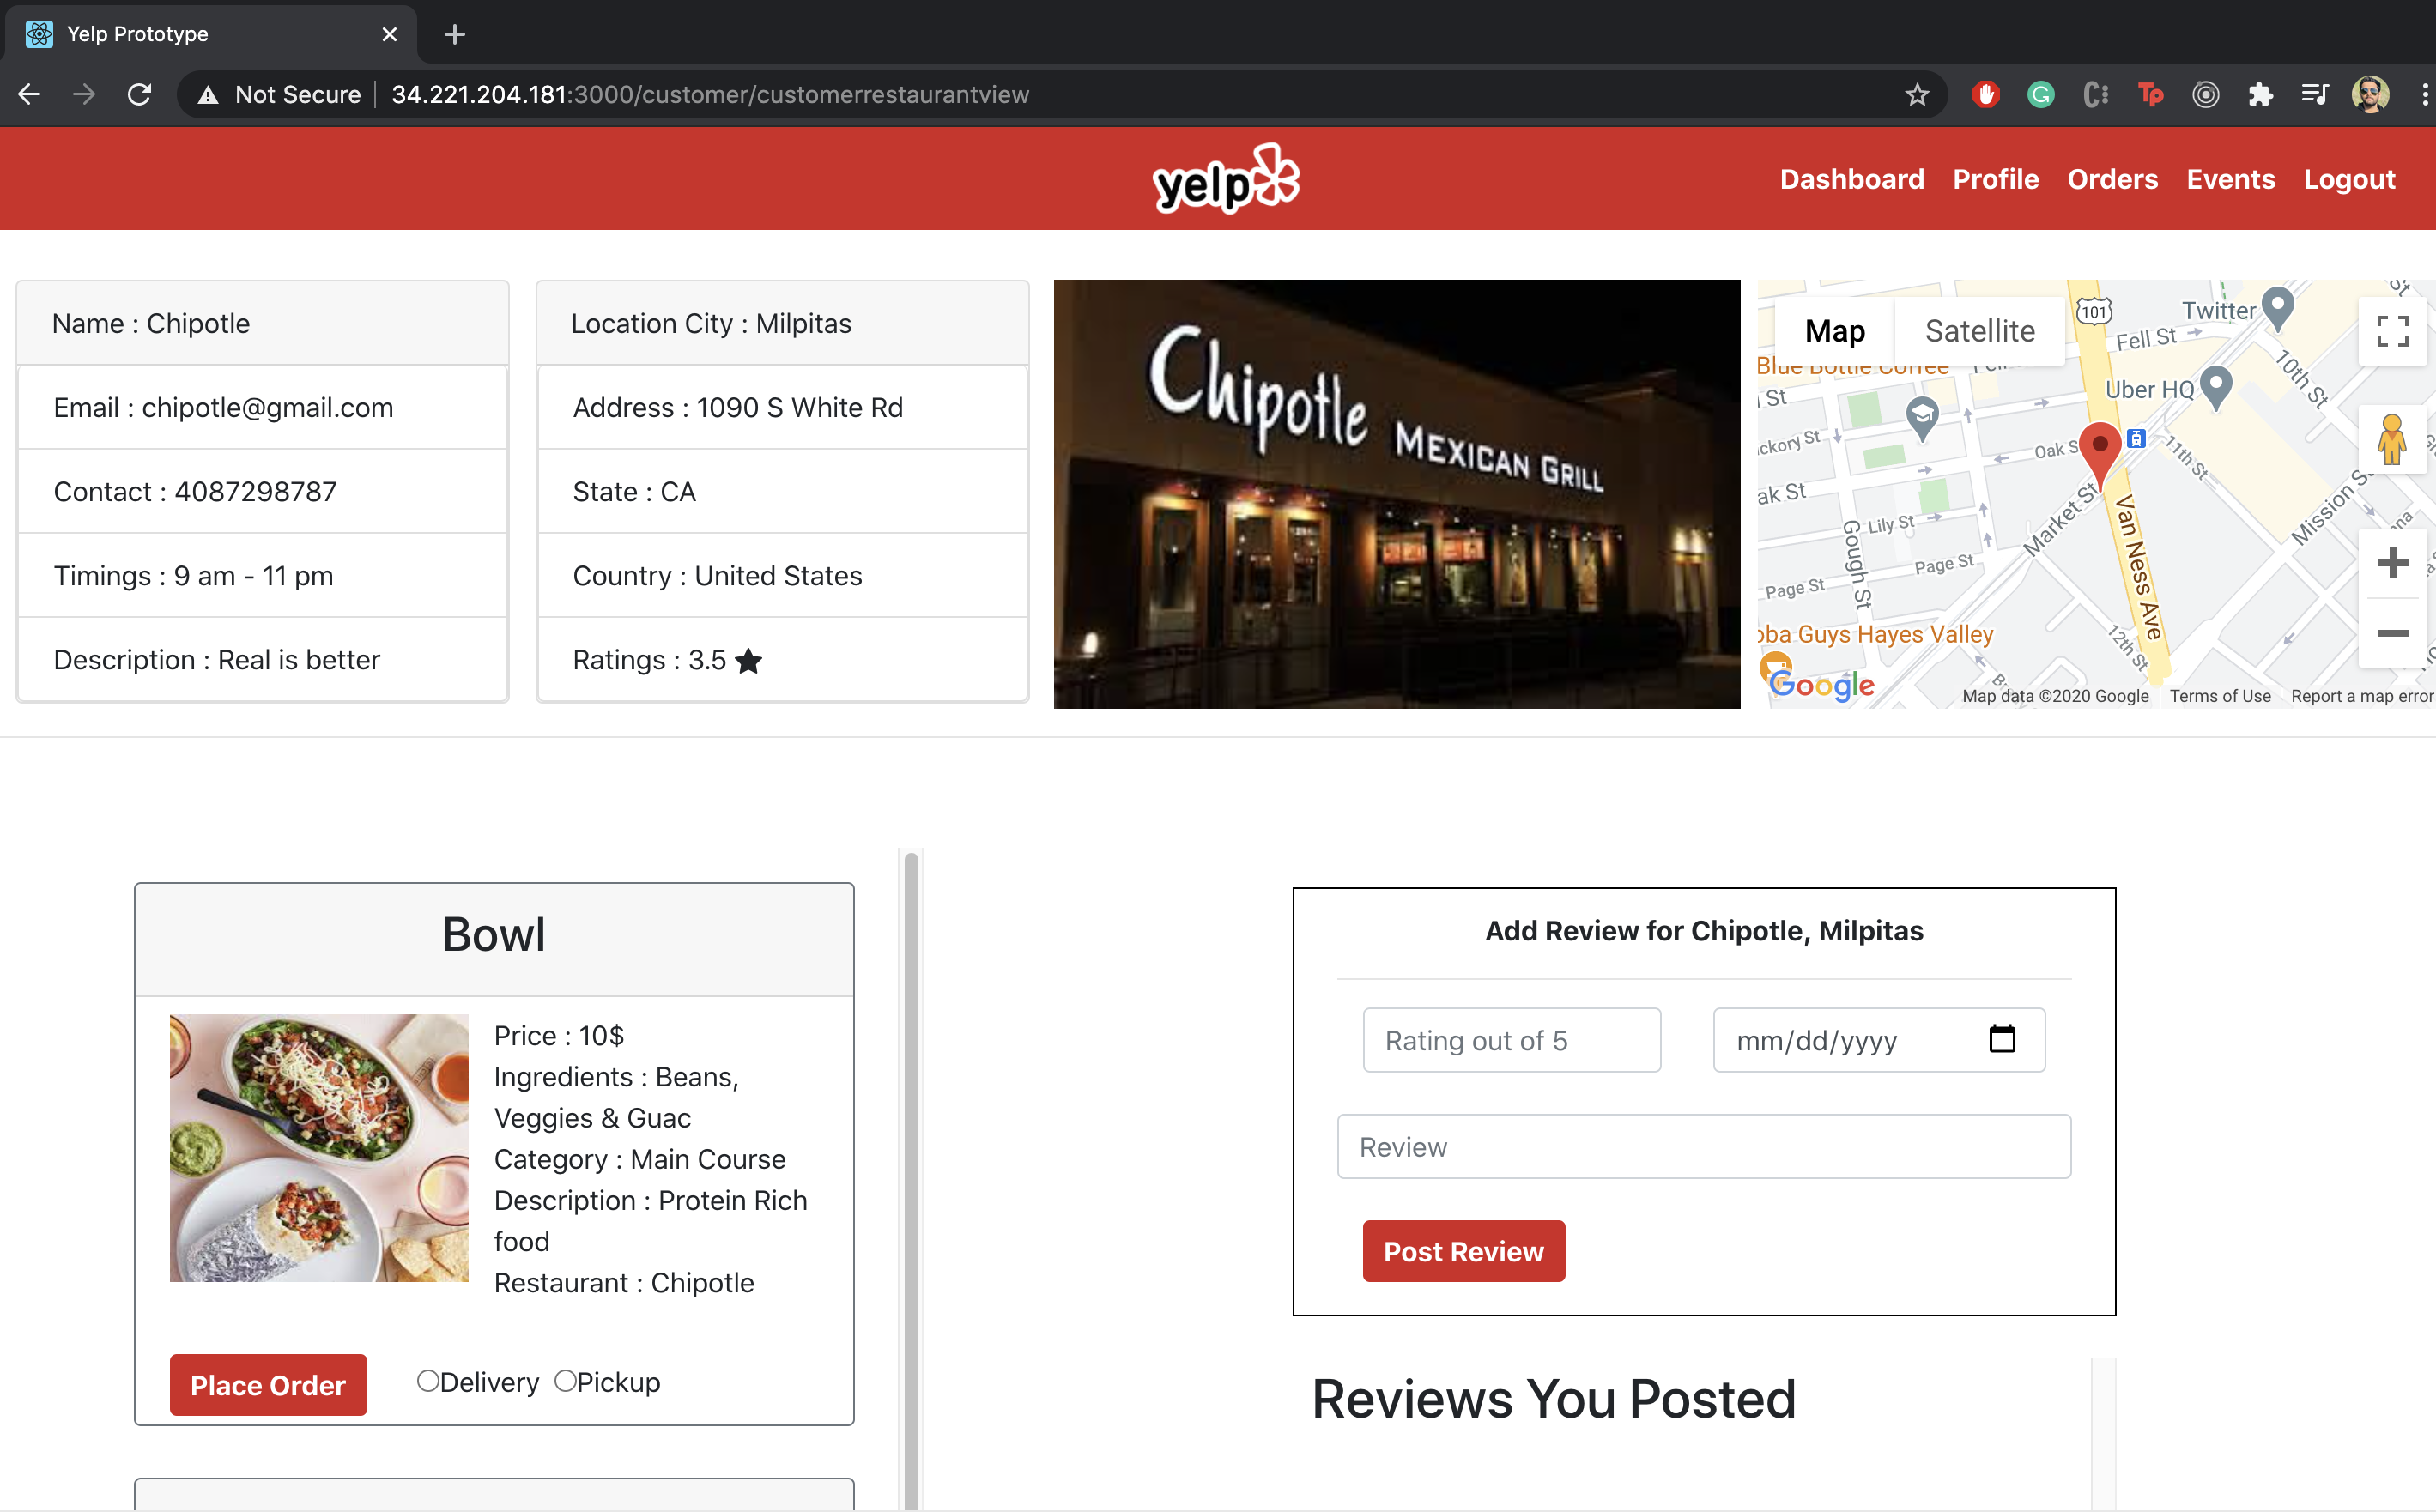 Yelp Prototype
Not Secure
34.221.204.181:3000/customer/customerrestaurantview
yelp
Dashboard
Profile
Orders
Events
Logout
Name : Chipotle
Email : chipotle@gmail.com
Contact : 4087298787
Timings : 9 am - 11 pm
Description : Real is better
Location City : Milpitas
Address : 1090 S White Rd
State : CA
Country : United States
Ratings : 3.5
Chipotle
MEXICAN GRILL
Map
Satellite
101
Twitter
Fell St
10th St
Blue Bottle Coffee
Uber HQ
11th St
Oak S
ak St
Lily St
Gough St
Market St
Van Ness Ave
Mission
Page St
Page St
oba Guys Hayes Valley
12th St
Google
Map data ©2020 Google
Terms of Use
Report a map error
Bowl
Price : 10$
Ingredients : Beans,
Veggies & Guac
Category : Main Course
Description : Protein Rich
food
Restaurant : Chipotle
Place Order
Delivery
Pickup
Add Review for Chipotle, Milpitas
Rating out of 5
mm/dd/yyyy
Review
Post Review
Reviews You Posted